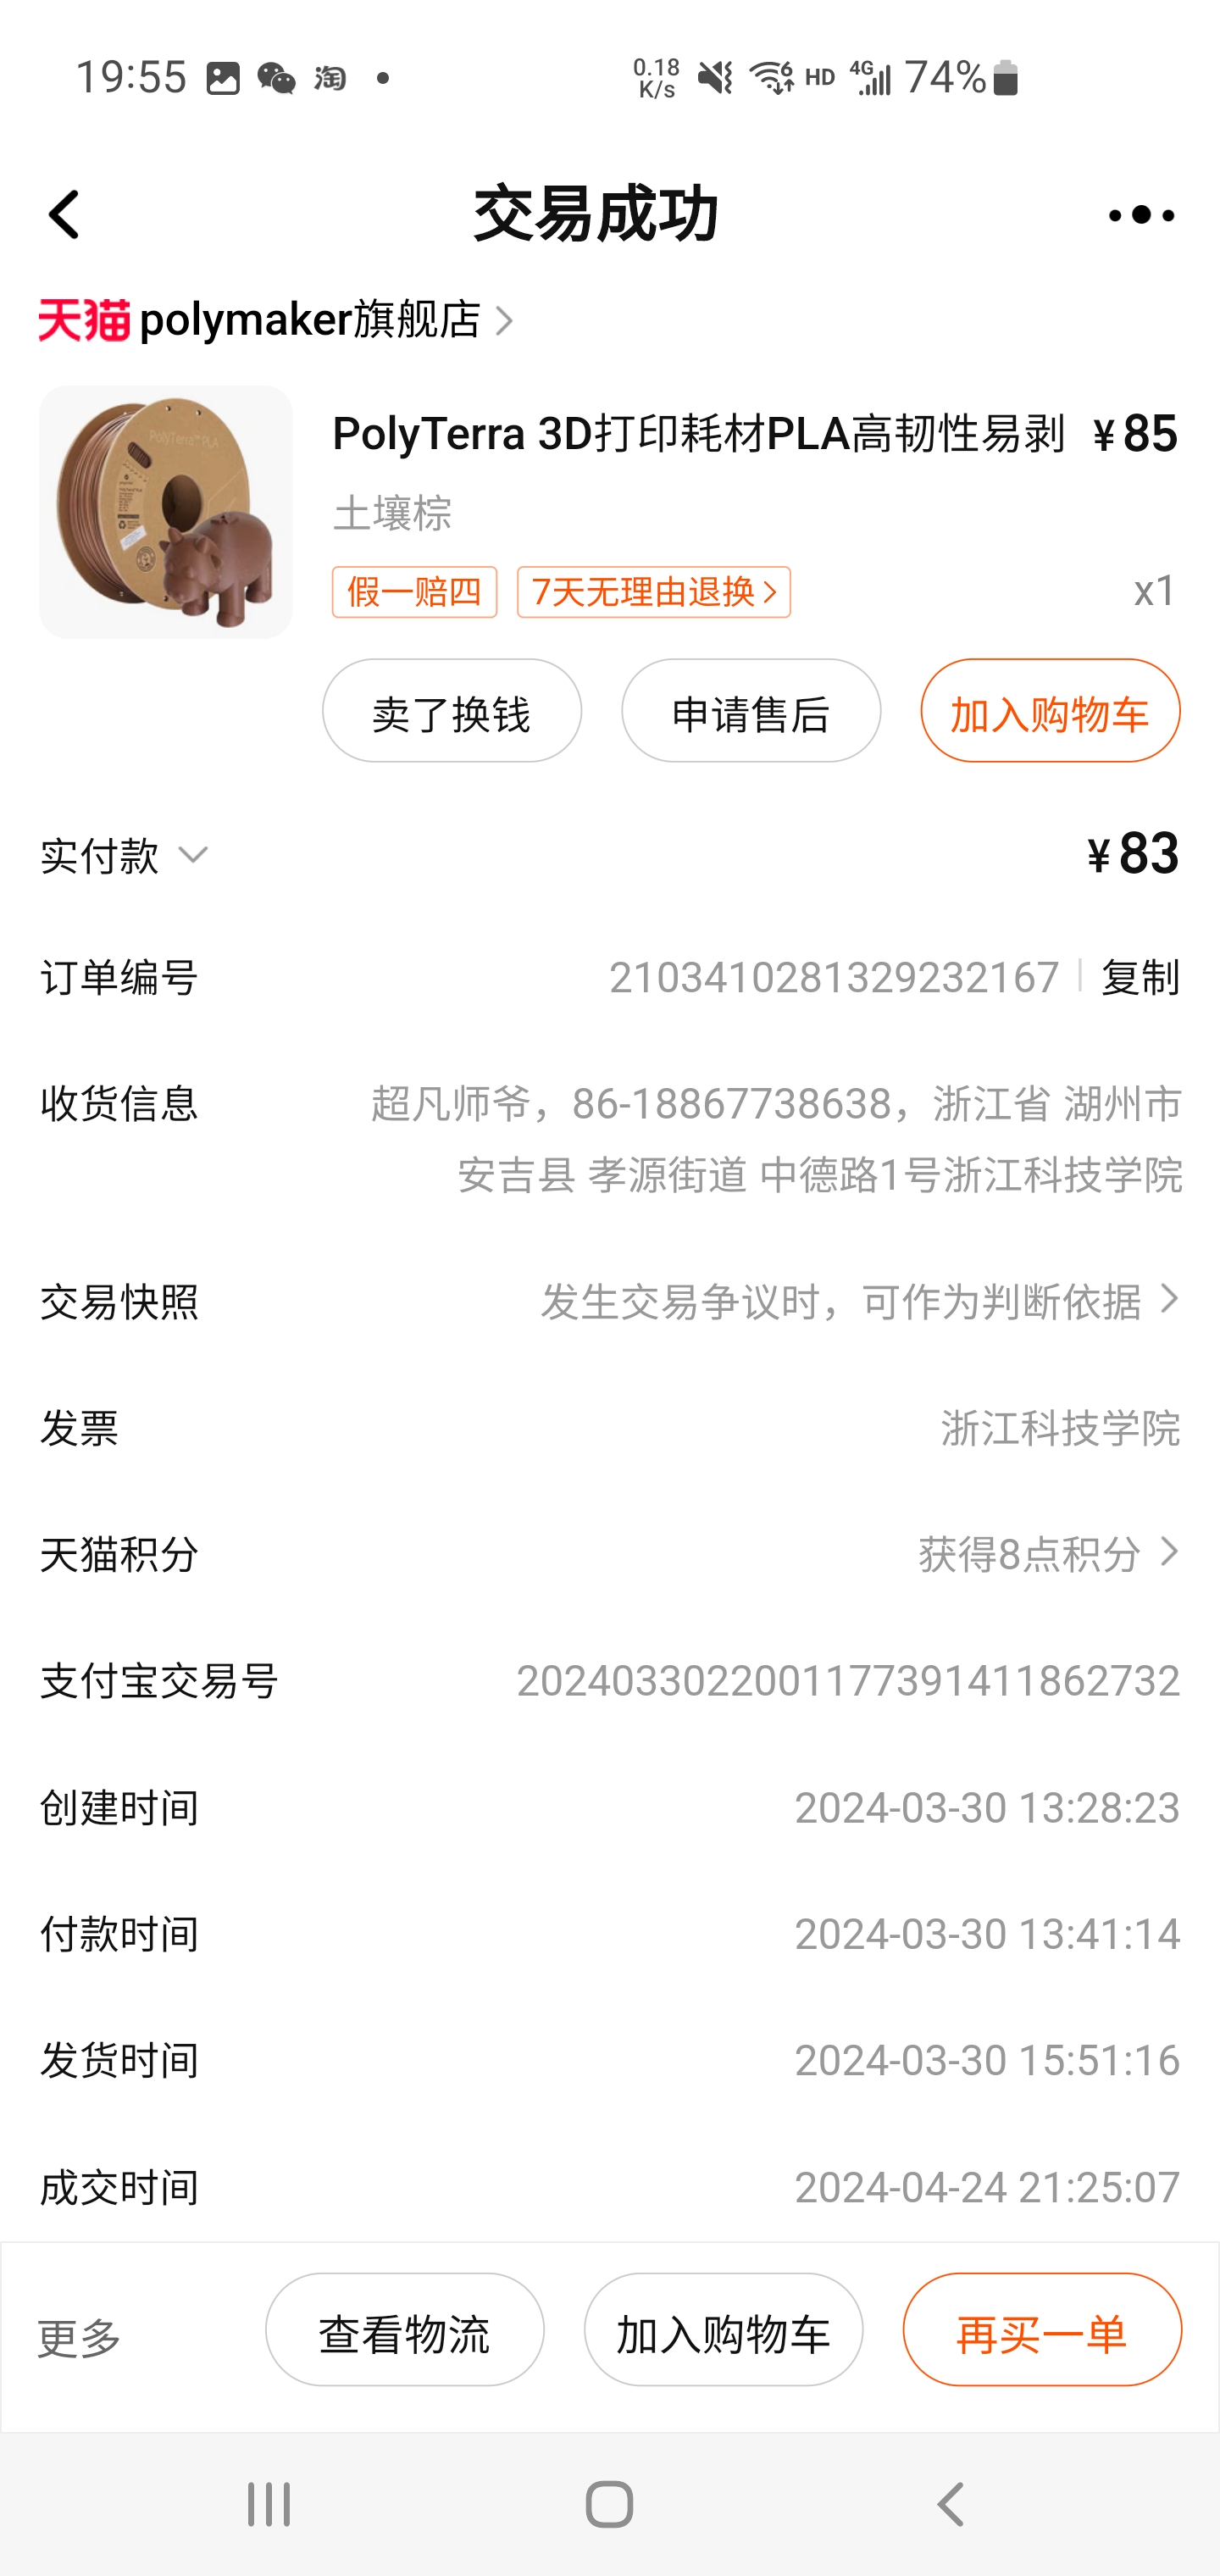 19:55 淘 0.18 K/s 6 HD 4G 74%
交易成功
天猫 polymaker旗舰店
PolyTerra 3D打印耗材PLA高韧性易剥 ¥85
土壤棕
假一赔四 7天无理由退换 x1
卖了换钱 申请售后 加入购物车
实付款 ¥83
订单编号 2103410281329232167 复制
收货信息 超凡师爷，86-18867738638，浙江省 湖州市
安吉县 孝源街道 中德路1号浙江科技学院
交易快照 发生交易争议时，可作为判断依据
发票 浙江科技学院
天猫积分 获得8点积分
支付宝交易号 2024033022001177391411862732
创建时间 2024-03-30 13:28:23
付款时间 2024-03-30 13:41:14
发货时间 2024-03-30 15:51:16
成交时间 2024-04-24 21:25:07
更多 查看物流 加入购物车 再买一单